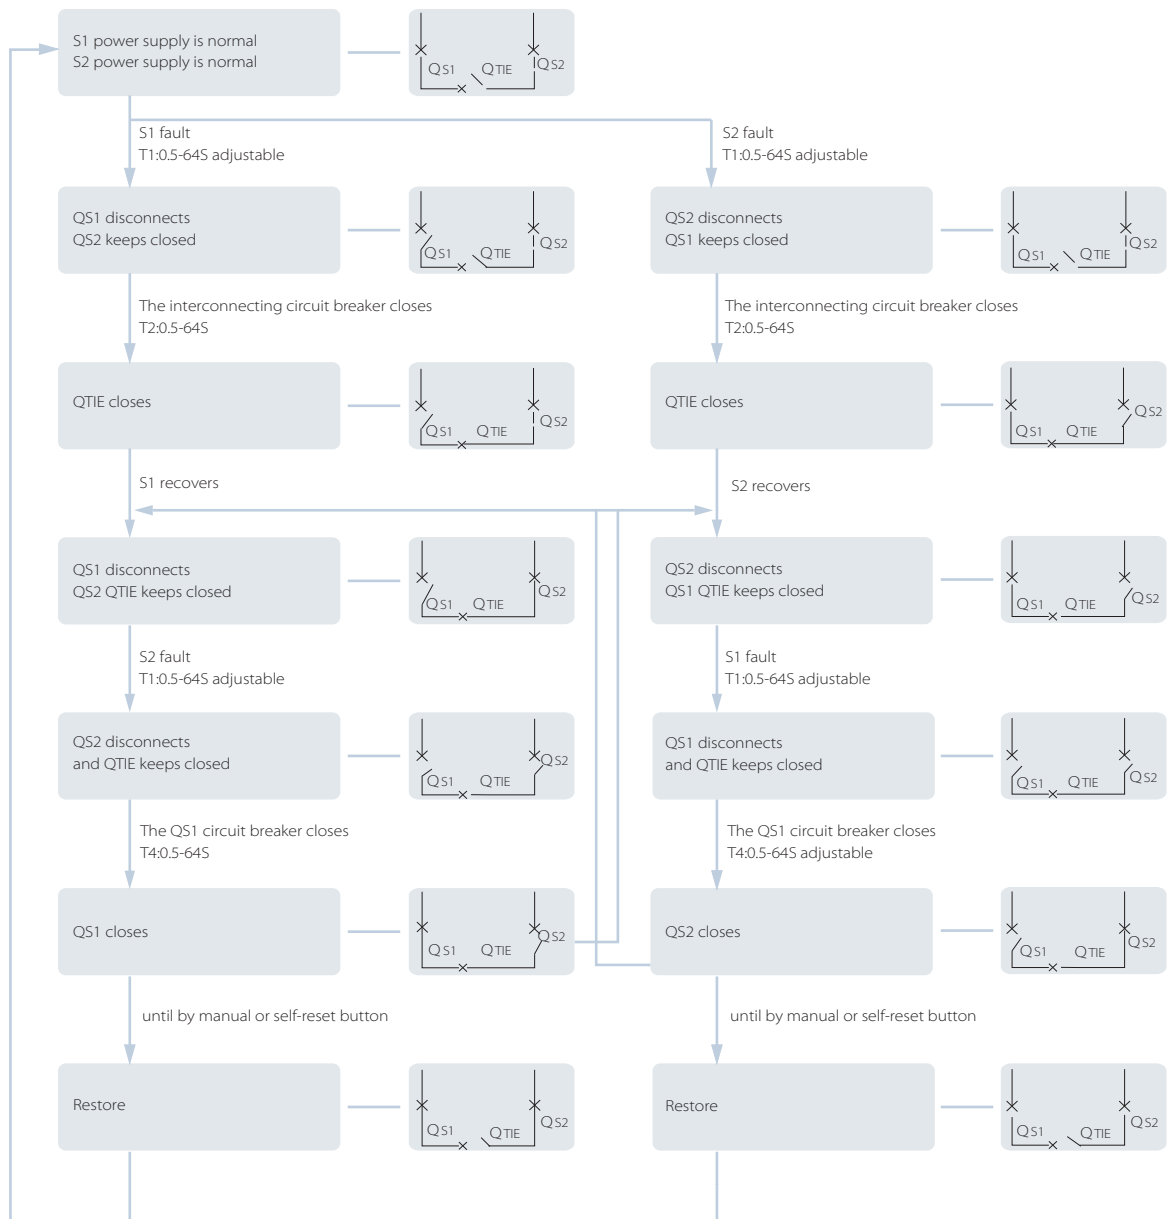 S1 power supply is normal
S2 power supply is normal
QS1 QTIE QS2
S1 fault
T1:0.5-64S adjustable
S2 fault
T1:0.5-64S adjustable
QS1 disconnects
QS2 keeps closed
QS1 QTIE QS2
QS2 disconnects
QS1 keeps closed
QS1 QTIE QS2
The interconnecting circuit breaker closes
T2:0.5-64S
The interconnecting circuit breaker closes
T2:0.5-64S
QTIE closes
QS1 QTIE QS2
QTIE closes
QS1 QTIE QS2
S1 recovers
S2 recovers
QS1 disconnects
QS2 QTIE keeps closed
QS1 QTIE QS2
QS2 disconnects
QS1 QTIE keeps closed
QS1 QTIE QS2
S2 fault
T1:0.5-64S adjustable
S1 fault
T1:0.5-64S adjustable
QS2 disconnects
and QTIE keeps closed
QS1 QTIE QS2
QS1 disconnects
and QTIE keeps closed
QS1 QTIE QS2
The QS1 circuit breaker closes
T4:0.5-64S
The QS1 circuit breaker closes
T4:0.5-64S adjustable
QS1 closes
QS1 QTIE QS2
QS2 closes
QS1 QTIE QS2
until by manual or self-reset button
until by manual or self-reset button
Restore
QS1 QTIE QS2
Restore
QS1 QTIE QS2